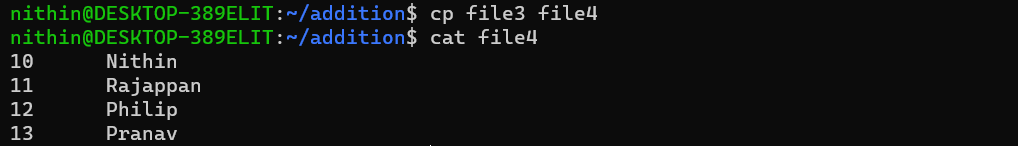 nithin@DESKTOP-389ELIT:~/addition$ cp file3 file4
nithin@DESKTOP-389ELIT:~/addition$ cat file4
10      Nithin
11      Rajappan
12      Philip
13      Pranav